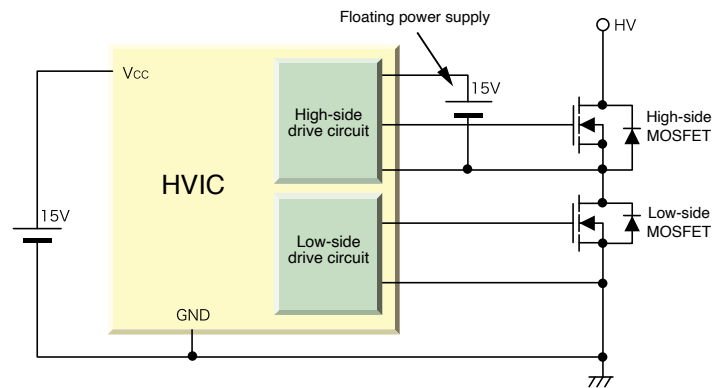 Floating power supply
HV
Vcc
15V
High-side
drive circuit
High-side
MOSFET
HVIC
15V
Low-side
drive circuit
Low-side
MOSFET
GND